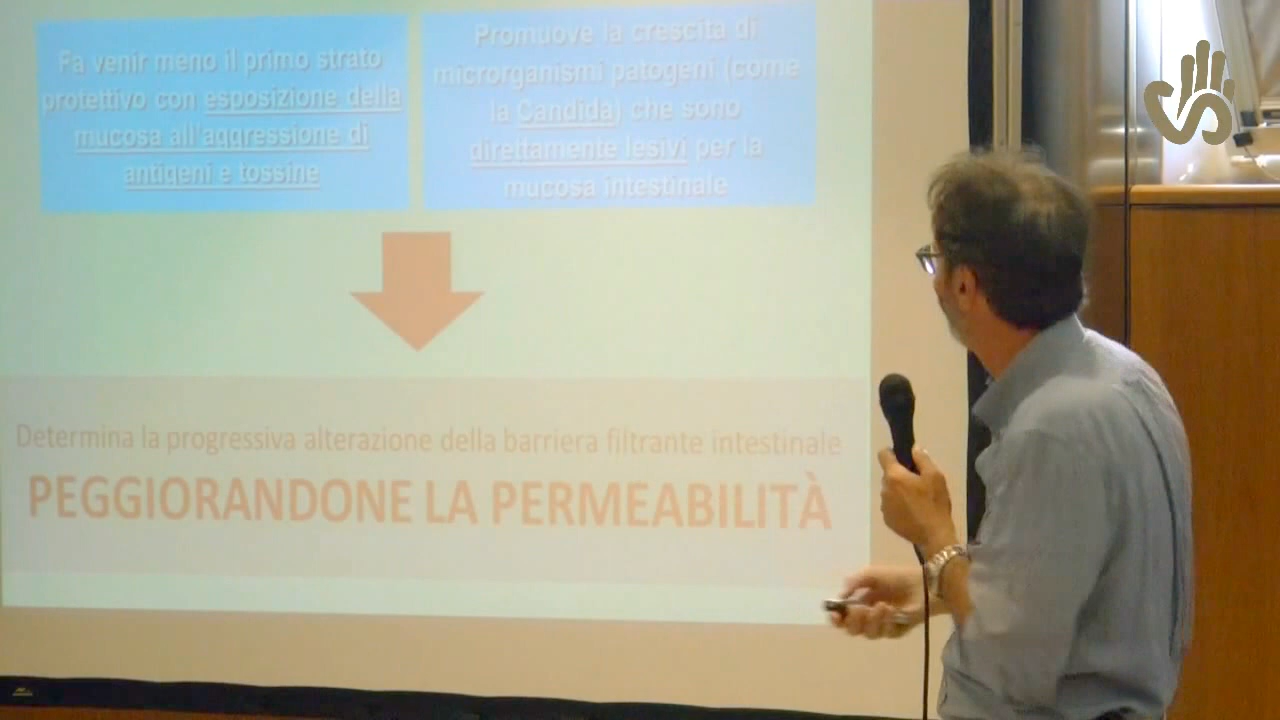 Fa venir meno il primo strato
protettivo con esposizione della
mucosa all'aggressione di
antigeni e tossine
Promuove la crescita di
microrganismi patogeni (come
la Candida) che sono
direttamente lesivi per la
mucosa intestinale
Determina la progressiva alterazione della barriera filtrante intestinale
PEGGIORANDONE LA PERMEABILITÀ